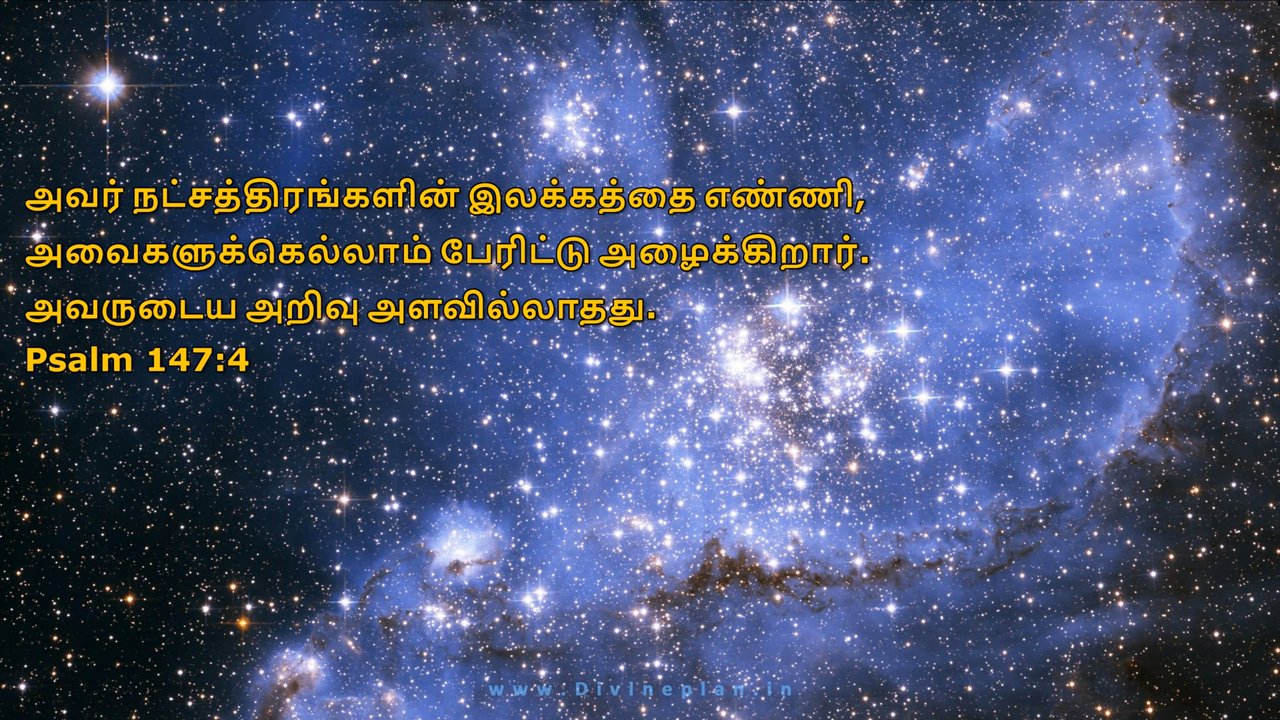 அவர் நட்சத்திரங்களின் இலக்கத்தை எண்ணி,
அவைகளுக்கெல்லாம் பேரிட்டு அழைக்கிறார்.
அவருடைய அறிவு அளவில்லாதது.
Psalm 147:4
www.Divineplan.in